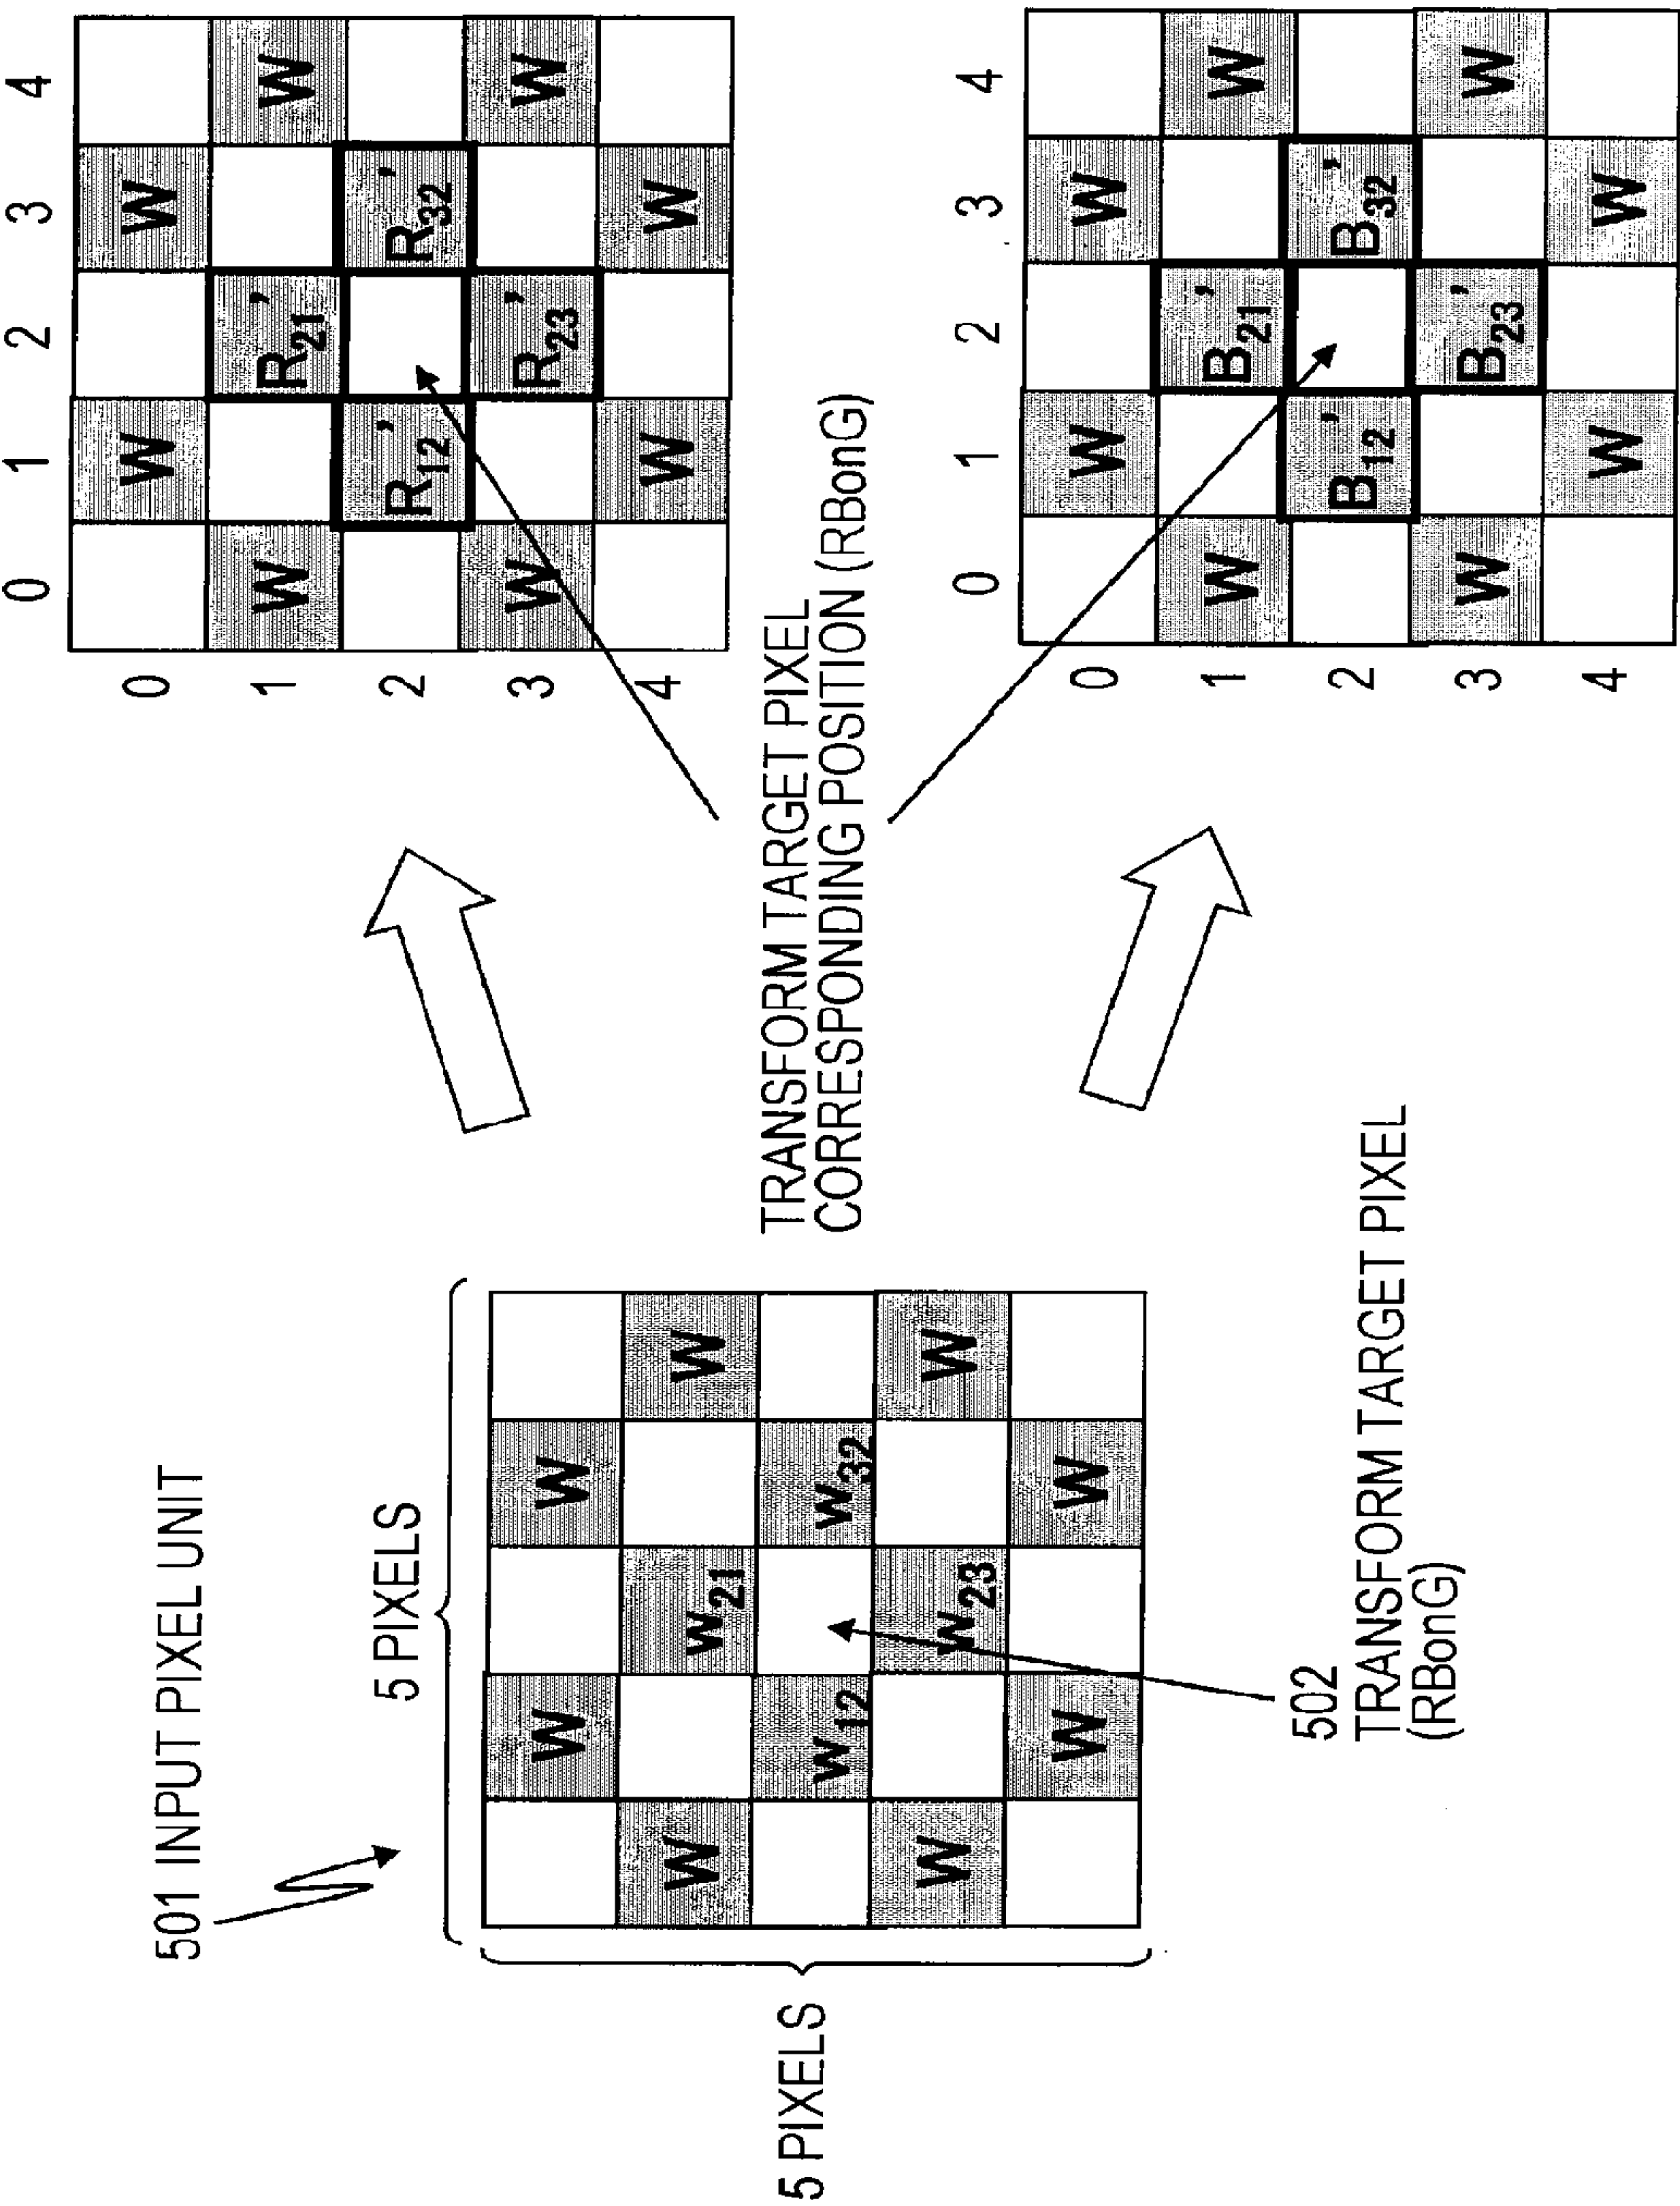 501 INPUT PIXEL UNIT
5 PIXELS
5 PIXELS
W W
W W21 W
W12 W32
W W23 W
W W
502
TRANSFORM TARGET PIXEL
(RBonG)
0 1 2 3 4
0 W W
1 W R21' W
2 R12' R32'
3 W R23' W
4 W W
TRANSFORM TARGET PIXEL
CORRESPONDING POSITION (RBonG)
0 1 2 3 4
0 W W
1 W B21' W
2 B12' B32'
3 W B23' W
4 W W